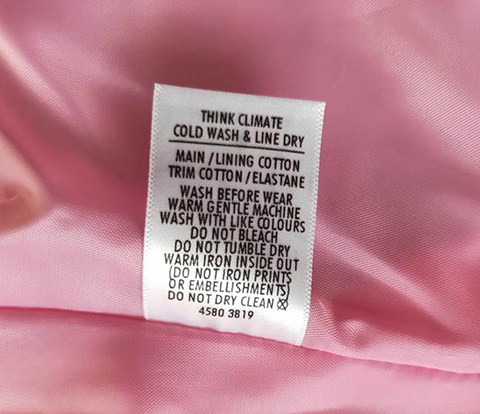 THINK CLIMATE
COLD WASH & LINE DRY
MAIN / LINING COTTON
TRIM COTTON / ELASTANE
WASH BEFORE WEAR
WARM GENTLE MACHINE
WASH WITH LIKE COLOURS
DO NOT BLEACH
DO NOT TUMBLE DRY
WARM IRON INSIDE OUT
(DO NOT IRON PRINTS
OR EMBELLISHMENTS)
DO NOT DRY CLEAN
4580 3819